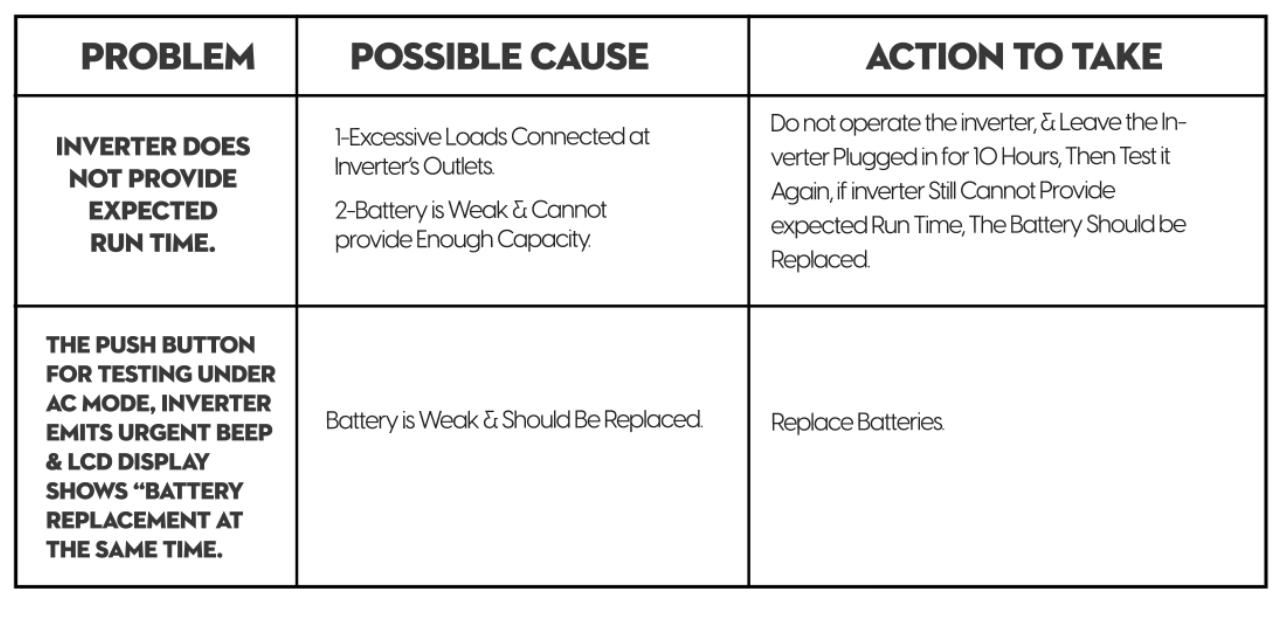 PROBLEM
POSSIBLE CAUSE
ACTION TO TAKE
INVERTER DOES
NOT PROVIDE
EXPECTED
RUN TIME.
1-Excessive Loads Connected at
Inverter's Outlets.
2-Battery is Weak & Cannot
provide Enough Capacity.
Do not operate the inverter, & Leave the In-
verter Plugged in for 10 Hours, Then Test it
Again, if inverter Still Cannot Provide
expected Run Time, The Battery Should be
Replaced.
THE PUSH BUTTON
FOR TESTING UNDER
AC MODE, INVERTER
EMITS URGENT BEEP
& LCD DISPLAY
SHOWS “BATTERY
REPLACEMENT AT
THE SAME TIME.
Battery is Weak & Should Be Replaced.
Replace Batteries.